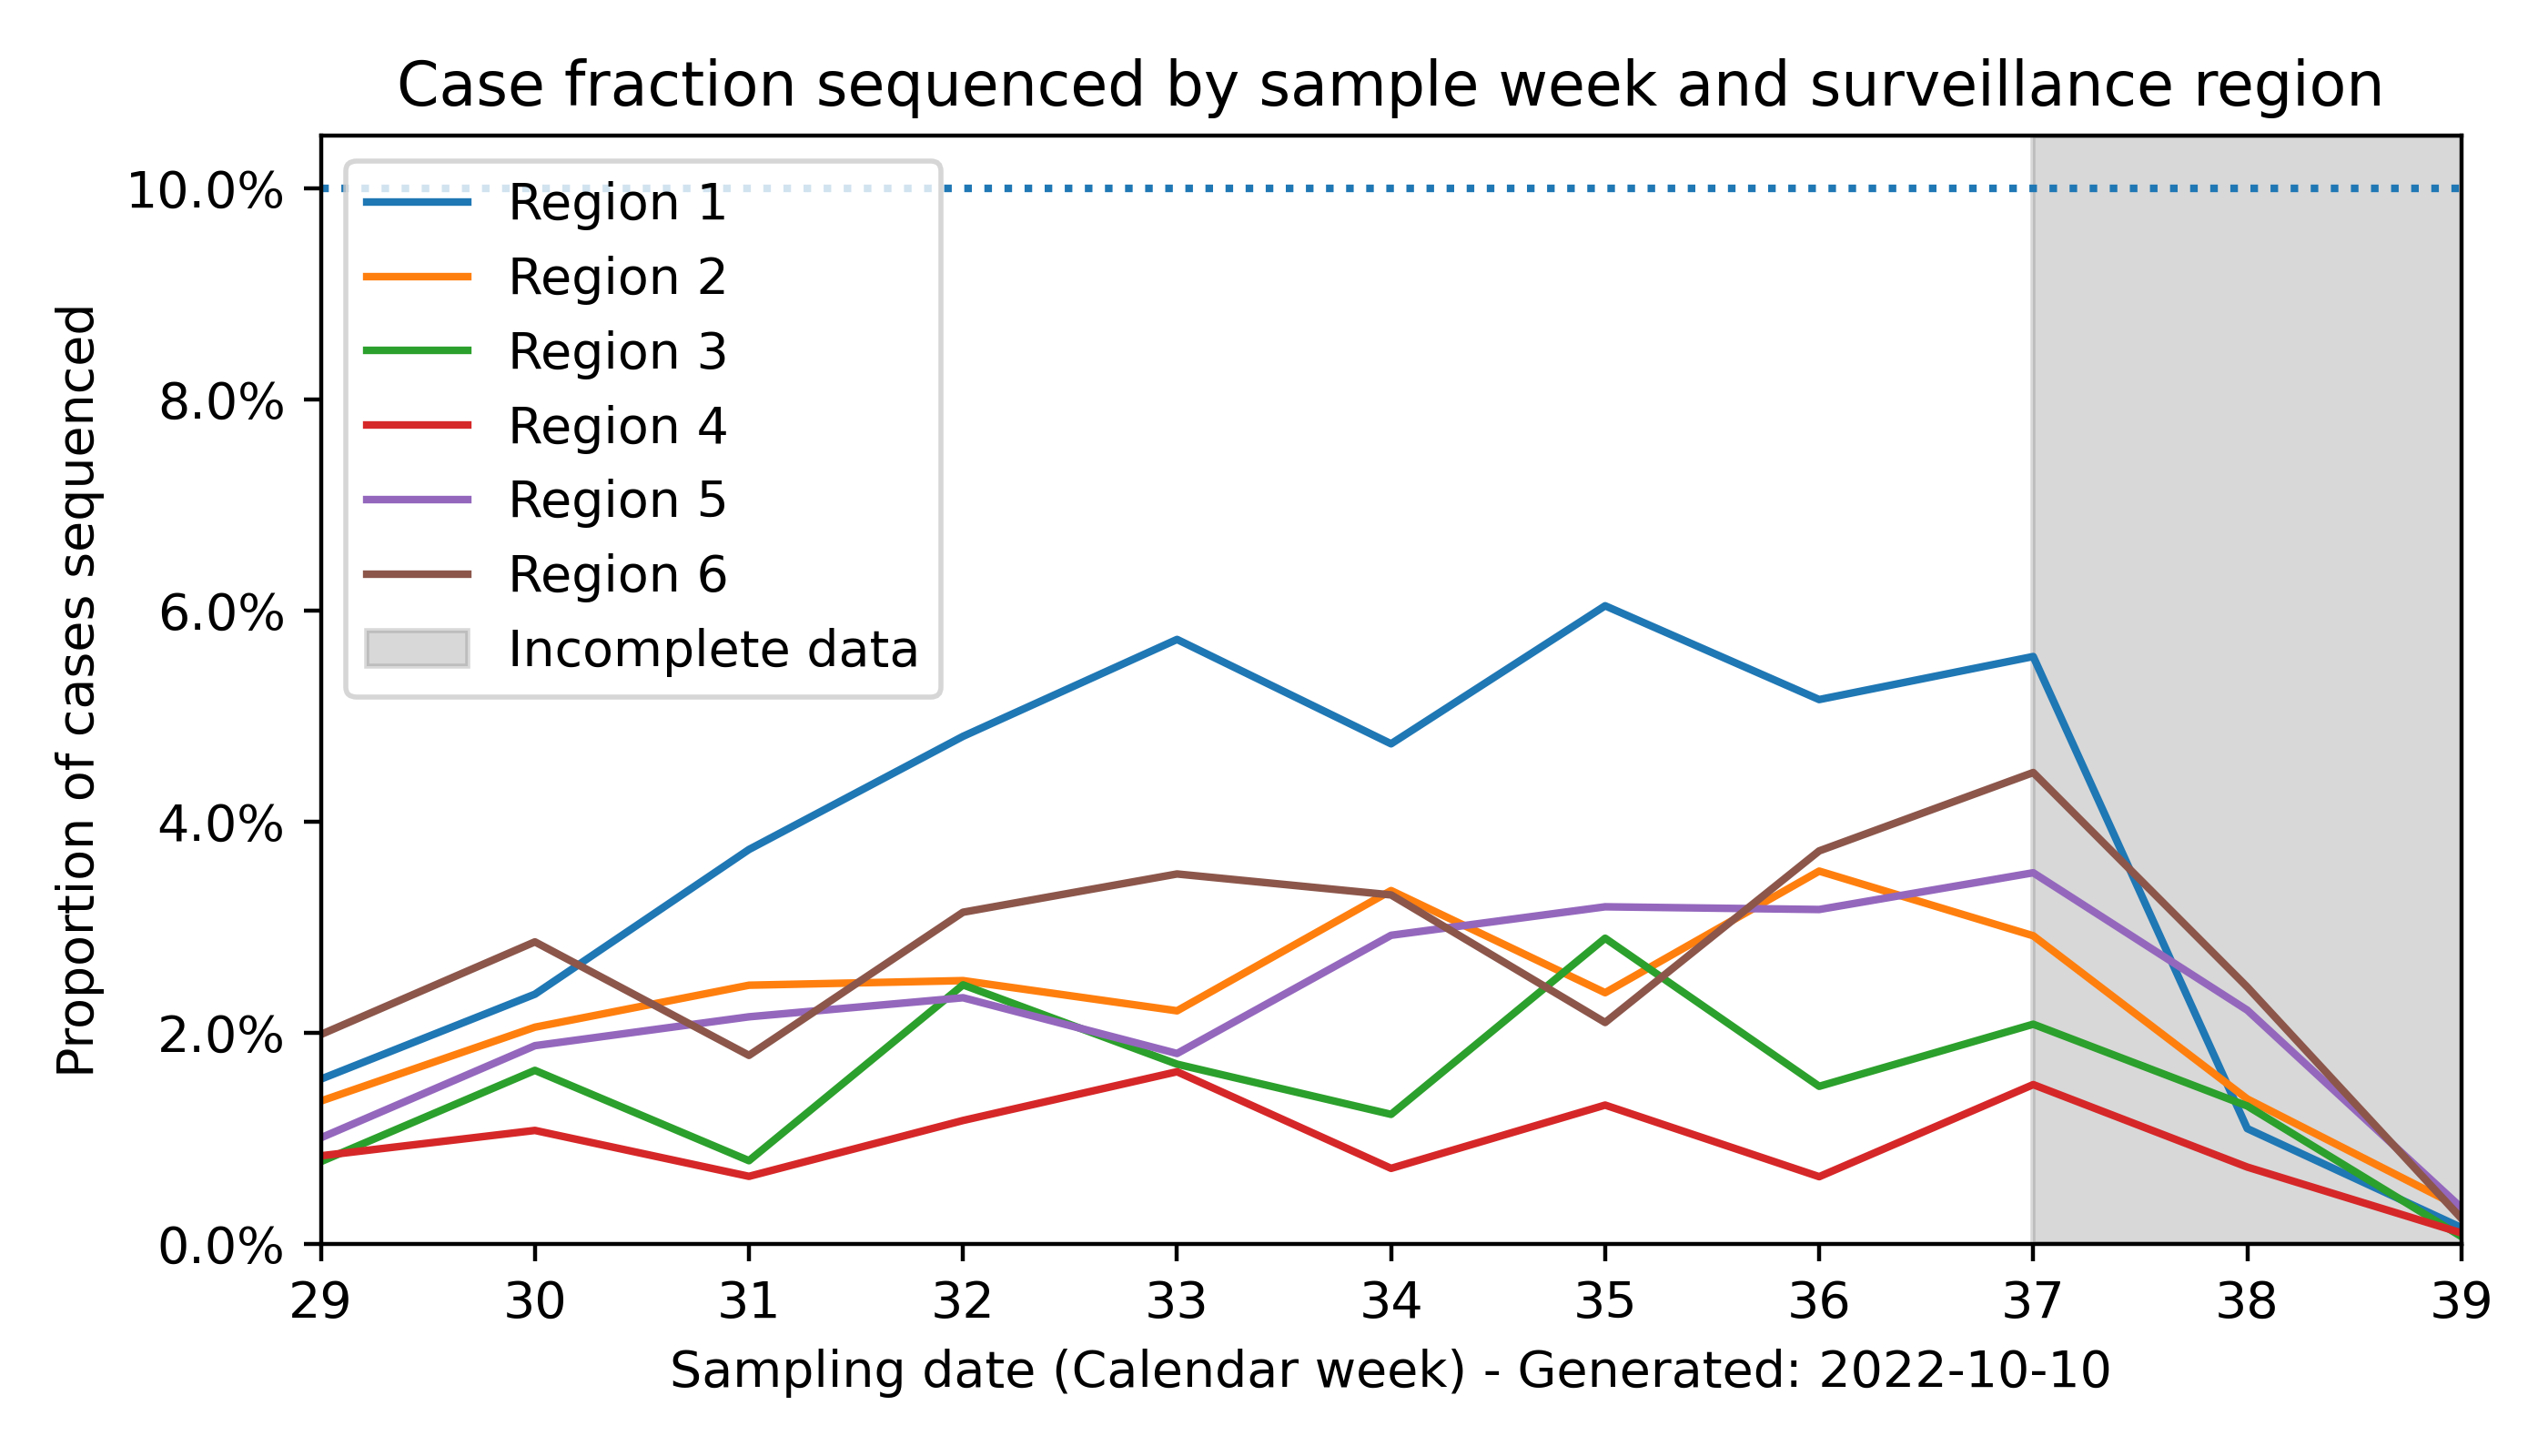 Case fraction sequenced by sample week and surveillance region
Proportion of cases sequenced
10.0%
8.0%
6.0%
4.0%
2.0%
0.0%
Region 1
Region 2
Region 3
Region 4
Region 5
Region 6
Incomplete data
29 30 31 32 33 34 35 36 37 38 39
Sampling date (Calendar week) - Generated: 2022-10-10